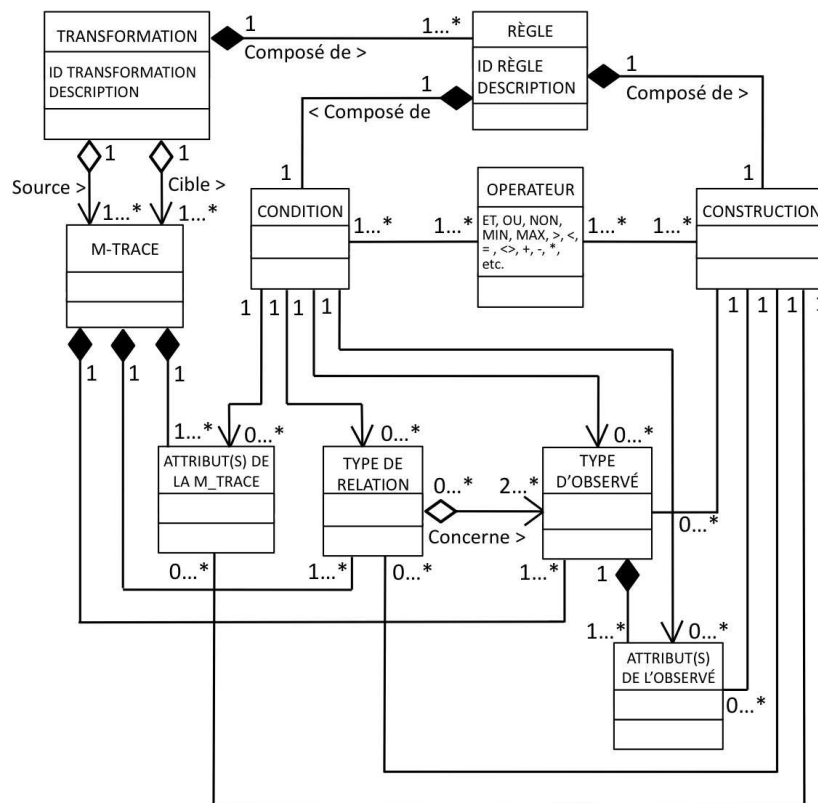 TRANSFORMATION
ID TRANSFORMATION
DESCRIPTION
1
1...*
Composé de >
RÈGLE
ID RÈGLE
DESCRIPTION
1
< Composé de
1
Composé de >
1
1
Source >
Cible >
1...*
1...*
1
1
M-TRACE
CONDITION
1...*
1...*
OPERATEUR
ET, OU, NON,
MIN, MAX, >, <,
= , <>, +, -, *,
etc.
1...*
1...*
CONSTRUCTION
1
1
1
1
1
1
1
1
1
1
1
1...*
0...*
0...*
0...*
ATTRIBUT(S) DE
LA M_TRACE
TYPE DE
RELATION
0...*
2...*
Concerne >
TYPE
D'OBSERVÉ
0...*
0...*
1...*
0...*
1...*
1
1...*
0...*
ATTRIBUT(S)
DE L'OBSERVÉ
0...*